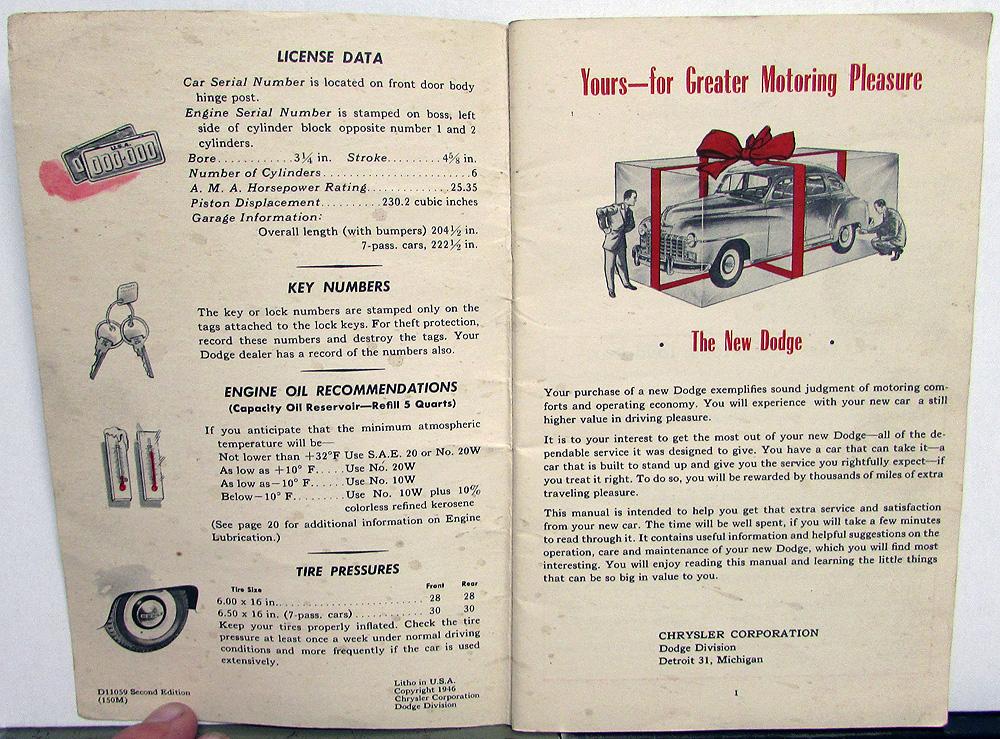 LICENSE DATA
Car Serial Number is located on front door body
hinge post.
Engine Serial Number is stamped on boss, left
side of cylinder block opposite number 1 and 2
cylinders.
Bore............3¼ in. Stroke.........4⅝ in.
Number of Cylinders........................6
A. M. A. Horsepower Rating.............25.35
Piston Displacement..........230.2 cubic inches
Garage Information:
Overall length (with bumpers) 204½ in.
7-pass. cars, 222½ in.
U.S.A.
000-000
KEY NUMBERS
The key or lock numbers are stamped only on the
tags attached to the lock keys. For theft protection,
record these numbers and destroy the tags. Your
Dodge dealer has a record of the numbers also.
ENGINE OIL RECOMMENDATIONS
(Capacity Oil Reservoir—Refill 5 Quarts)
If you anticipate that the minimum atmospheric
temperature will be—
Not lower than +32°F Use S.A.E. 20 or No. 20W
As low as +10° F.....Use No. 20W
As low as −10° F......Use No. 10W
Below −10° F..........Use No. 10W plus 10%
colorless refined kerosene
(See page 20 for additional information on Engine
Lubrication.)
TIRE PRESSURES
Tire Size Front Rear
6.00 x 16 in............................ 28 28
6.50 x 16 in. (7-pass. cars)............. 30 30
Keep your tires properly inflated. Check the tire
pressure at least once a week under normal driving
conditions and more frequently if the car is used
extensively.
D11059 Second Edition
(150M)
Litho in U.S.A.
Copyright 1946
Chrysler Corporation
Dodge Division
Yours—for Greater Motoring Pleasure
• The New Dodge •
Your purchase of a new Dodge exemplifies sound judgment of motoring com-
forts and operating economy. You will experience with your new car a still
higher value in driving pleasure.
It is to your interest to get the most out of your new Dodge—all of the de-
pendable service it was designed to give. You have a car that can take it—a
car that is built to stand up and give you the service you rightfully expect—if
you treat it right. To do so, you will be rewarded by thousands of miles of extra
traveling pleasure.
This manual is intended to help you get that extra service and satisfaction
from your new car. The time will be well spent, if you will take a few minutes
to read through it. It contains useful information and helpful suggestions on the
operation, care and maintenance of your new Dodge, which you will find most
interesting. You will enjoy reading this manual and learning the little things
that can be so big in value to you.
CHRYSLER CORPORATION
Dodge Division
Detroit 31, Michigan
1